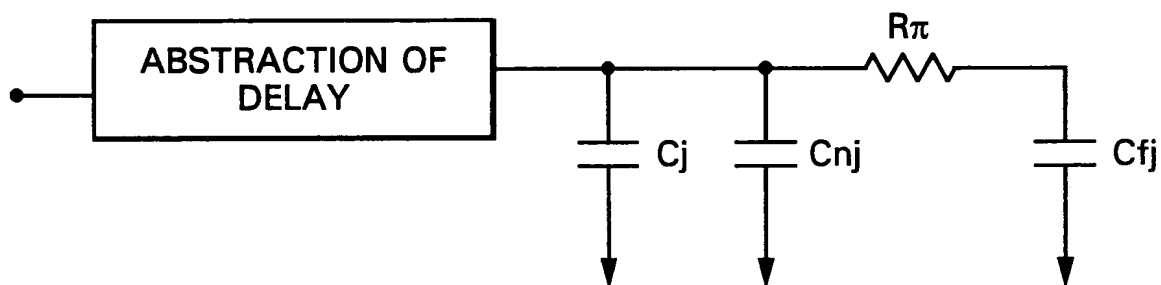 ABSTRACTION OF
DELAY
Rπ
Cj
Cnj
Cfj